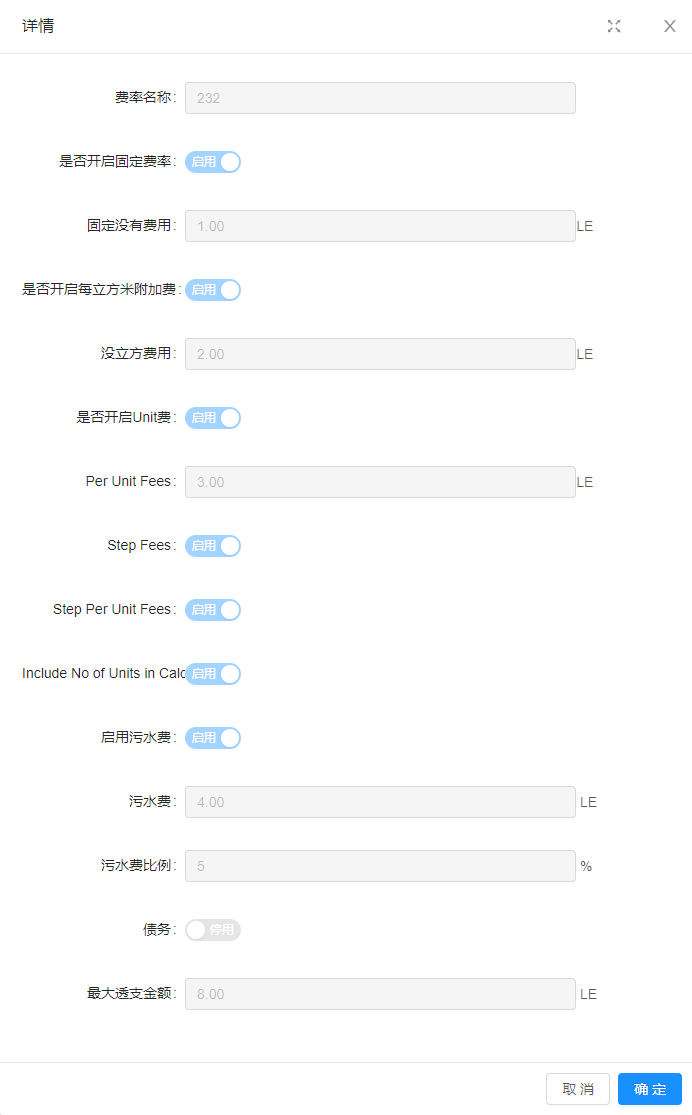 详情
费率名称: 232
是否开启固定费率: 启用
固定没有费用: 1.00 LE
是否开启每立方米附加费: 启用
没立方费用: 2.00 LE
是否开启Unit费: 启用
Per Unit Fees: 3.00 LE
Step Fees: 启用
Step Per Unit Fees: 启用
Include No of Units in Calc 启用
启用污水费: 启用
污水费: 4.00 LE
污水费比例: 5 %
债务: 停用
最大透支金额: 8.00 LE
取 消 确 定